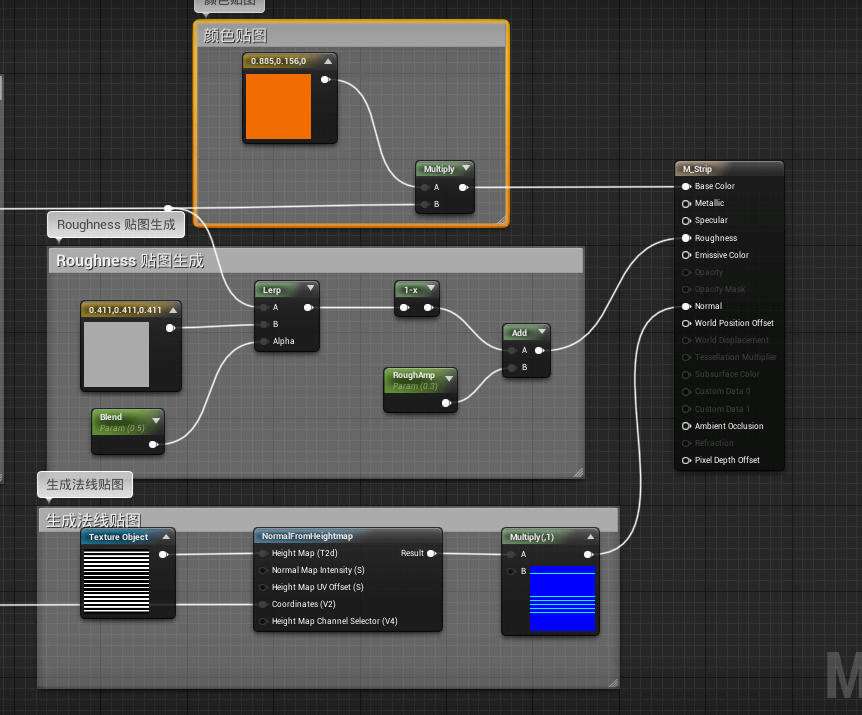 颜色贴图
颜色贴图
0.885,0.156,0
Multiply
A
B
Roughness 贴图生成
Roughness 贴图生成
0.411,0.411,0.411
Blend
Param (0.5)
Lerp
A
B
Alpha
1-x
RoughAmp
Param (0.3)
Add
A
B
M_Strip
Base Color
Metallic
Specular
Roughness
Emissive Color
Opacity
Opacity Mask
Normal
World Position Offset
World Displacement
Tessellation Multiplier
Subsurface Color
Custom Data 0
Custom Data 1
Ambient Occlusion
Refraction
Pixel Depth Offset
生成法线贴图
生成法线贴图
Texture Object
NormalFromHeightmap
Height Map (T2d)
Result
Normal Map Intensity (S)
Height Map UV Offset (S)
Coordinates (V2)
Height Map Channel Selector (V4)
Multiply(,1)
A
B
M